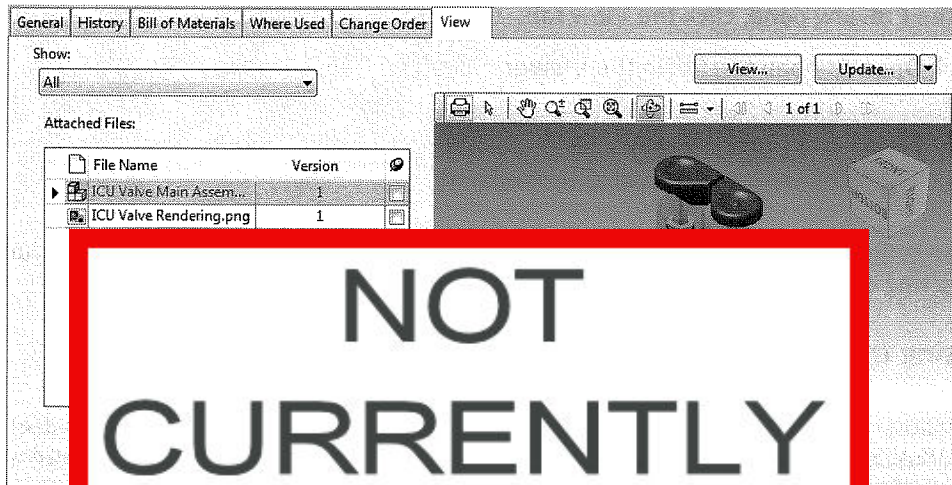 General History Bill of Materials Where Used Change Order View
Show:
All
View... Update...
1 of 1
Attached Files:
File Name Version
ICU Valve Main Assem... 1
ICU Valve Rendering.png 1
NOT
CURRENTLY